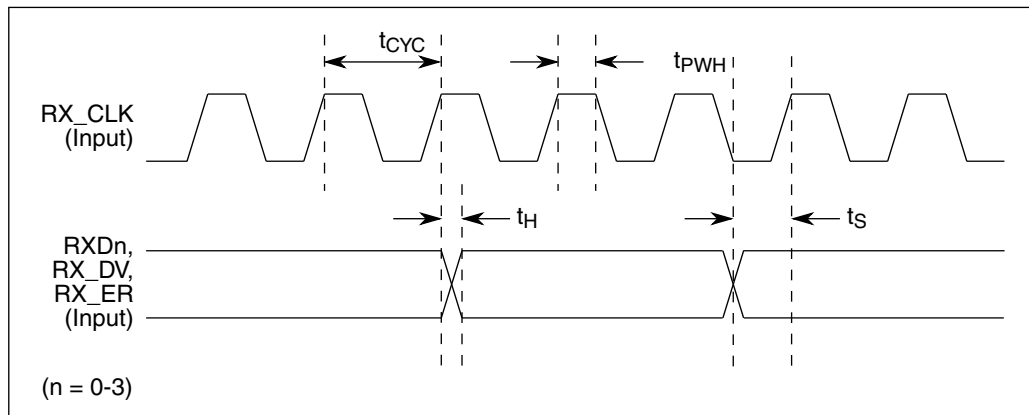 tCYC
tPWH
RX_CLK
(Input)
tH
tS
RXDn,
RX_DV,
RX_ER
(Input)
(n = 0-3)